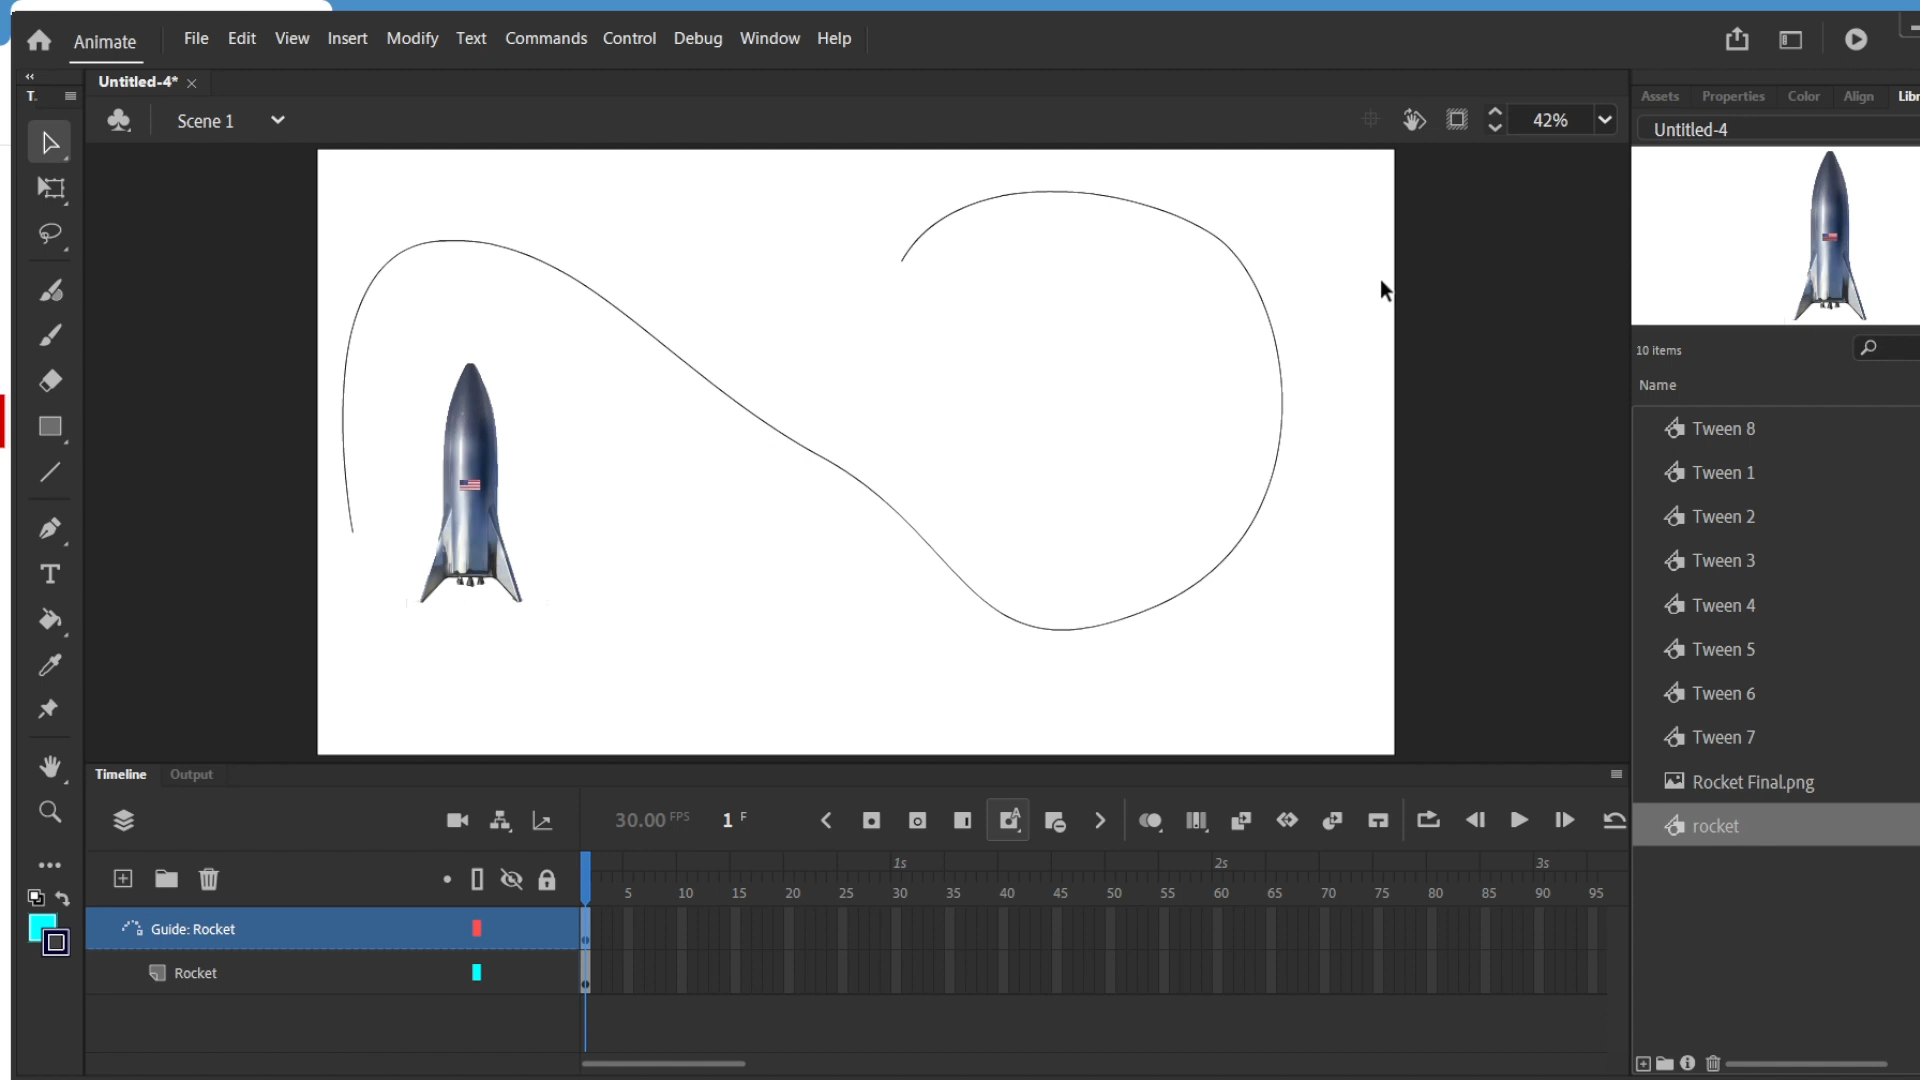 Animate
File Edit View Insert Modify Text Commands Control Debug Window Help
Untitled-4*
T.
Scene 1
42%
Assets Properties Color Align Libr
Untitled-4
10 items
Name
Tween 8
Tween 1
Tween 2
Tween 3
Tween 4
Tween 5
Tween 6
Tween 7
Rocket Final.png
rocket
Timeline Output
30.00 FPS 1 F
1s 2s 3s
5 10 15 20 25 30 35 40 45 50 55 60 65 70 75 80 85 90 95
Guide: Rocket
Rocket